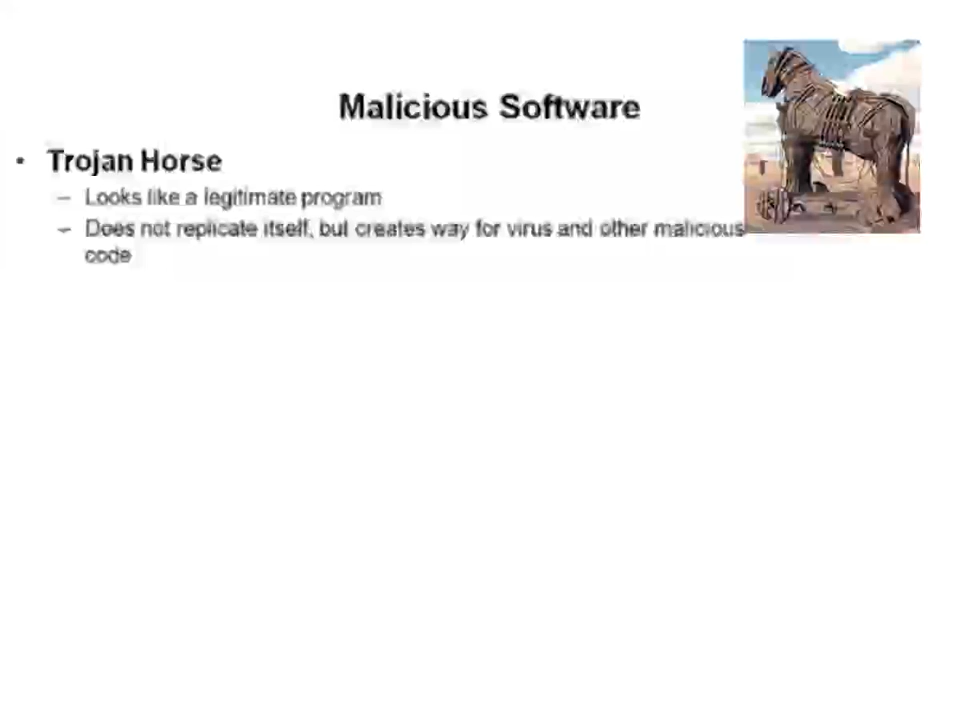 Malicious Software
• Trojan Horse
– Looks like a legitimate program
– Does not replicate itself, but creates way for virus and other malicious
code